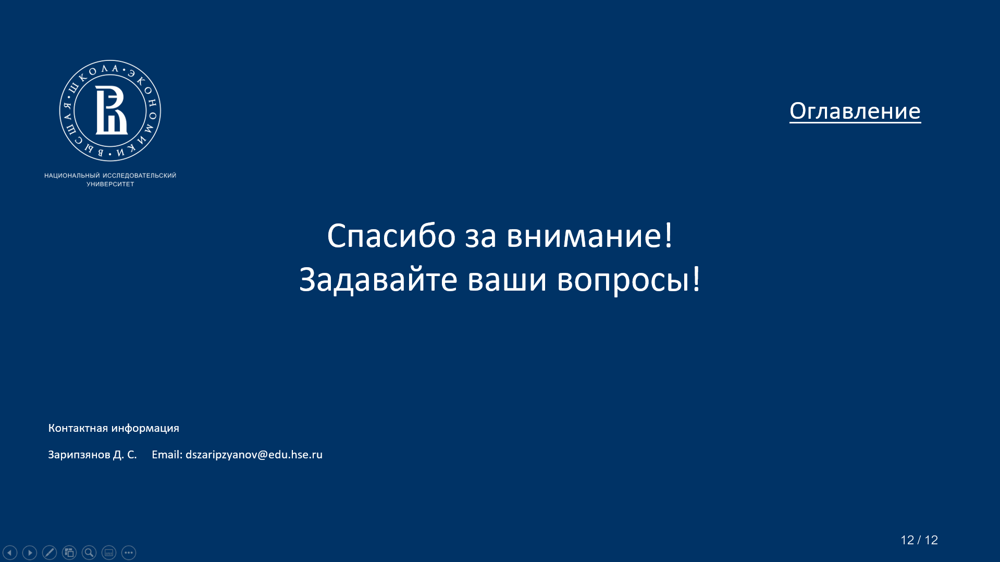 ВЫСШАЯ • ШКОЛА • ЭКОНОМИКИ •
НАЦИОНАЛЬНЫЙ ИССЛЕДОВАТЕЛЬСКИЙ
УНИВЕРСИТЕТ
Оглавление
Спасибо за внимание!
Задавайте ваши вопросы!
Контактная информация
Зарипзянов Д. С. Email: dszaripzyanov@edu.hse.ru
12 / 12